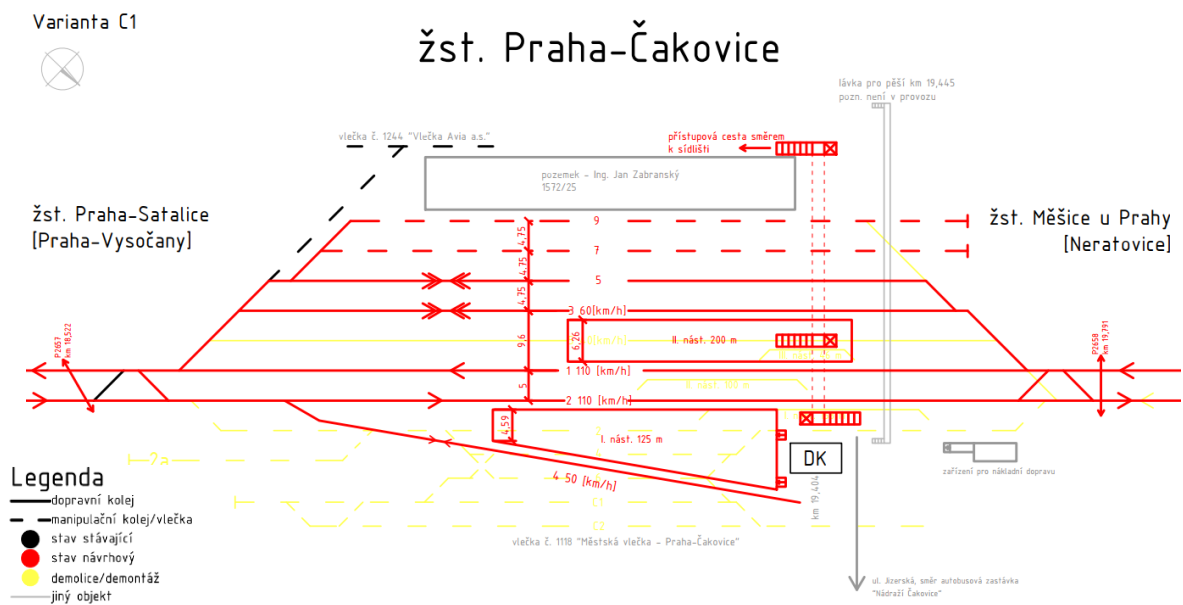 Varianta C1
žst. Praha-Čakovice
lávka pro pěší km 19,445
pozn. není v provozu
vlečka č. 1244 "Vlečka Avia a.s."
přístupová cesta směrem
k sídlišti
pozemek - Ing. Jan Zabranský
1572/25
žst. Praha-Satalice
[Praha-Vysočany]
žst. Měšice u Prahy
[Neratovice]
9
4,75
7
4,75
5
4,75
3 60[km/h]
P2657
km 18,522
9,6
6,26
II. nást. 200 m
P2658
km 19,791
1 110 [km/h]
5
2 110 [km/h]
4,59
I. nást. 125 m
DK
2a
4 50 [km/h]
km 19,404
zařízení pro nákladní dopravu
C1
C2
vlečka č. 1118 "Městská vlečka - Praha-Čakovice"
ul. Jizerská, směr autobusová zastávka
"Nádraží Čakovice"
Legenda
dopravní kolej
manipulační kolej/vlečka
stav stávající
stav návrhový
demolice/demontáž
jiný objekt